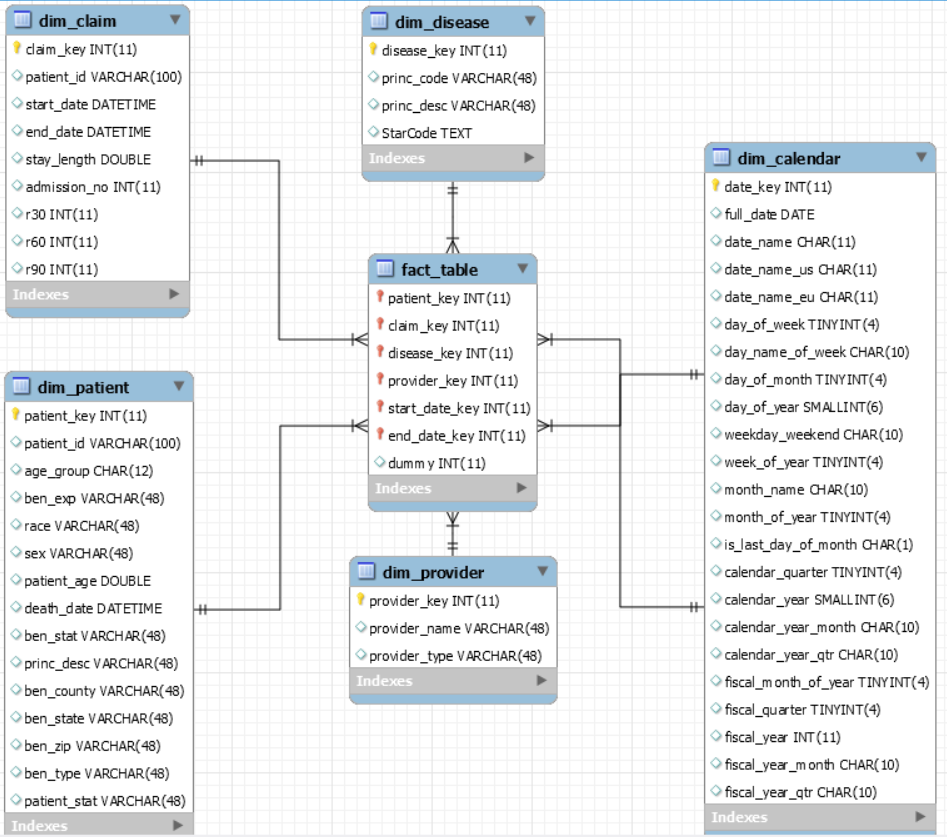 dim_claim
claim_key INT(11)
patient_id VARCHAR(100)
start_date DATETIME
end_date DATETIME
stay_length DOUBLE
admission_no INT(11)
r30 INT(11)
r60 INT(11)
r90 INT(11)
Indexes
dim_disease
disease_key INT(11)
princ_code VARCHAR(48)
princ_desc VARCHAR(48)
StarCode TEXT
Indexes
dim_calendar
date_key INT(11)
full_date DATE
date_name CHAR(11)
date_name_us CHAR(11)
date_name_eu CHAR(11)
day_of_week TINYINT(4)
day_name_of_week CHAR(10)
day_of_month TINYINT(4)
day_of_year SMALLINT(6)
weekday_weekend CHAR(10)
week_of_year TINYINT(4)
month_name CHAR(10)
month_of_year TINYINT(4)
is_last_day_of_month CHAR(1)
calendar_quarter TINYINT(4)
calendar_year SMALLINT(6)
calendar_year_month CHAR(10)
calendar_year_qtr CHAR(10)
fiscal_month_of_year TINYINT(4)
fiscal_quarter TINYINT(4)
fiscal_year INT(11)
fiscal_year_month CHAR(10)
fiscal_year_qtr CHAR(10)
Indexes
fact_table
patient_key INT(11)
claim_key INT(11)
disease_key INT(11)
provider_key INT(11)
start_date_key INT(11)
end_date_key INT(11)
dummy INT(11)
Indexes
dim_patient
patient_key INT(11)
patient_id VARCHAR(100)
age_group CHAR(12)
ben_exp VARCHAR(48)
race VARCHAR(48)
sex VARCHAR(48)
patient_age DOUBLE
death_date DATETIME
ben_stat VARCHAR(48)
princ_desc VARCHAR(48)
ben_county VARCHAR(48)
ben_state VARCHAR(48)
ben_zip VARCHAR(48)
ben_type VARCHAR(48)
patient_stat VARCHAR(48)
Indexes
dim_provider
provider_key INT(11)
provider_name VARCHAR(48)
provider_type VARCHAR(48)
Indexes